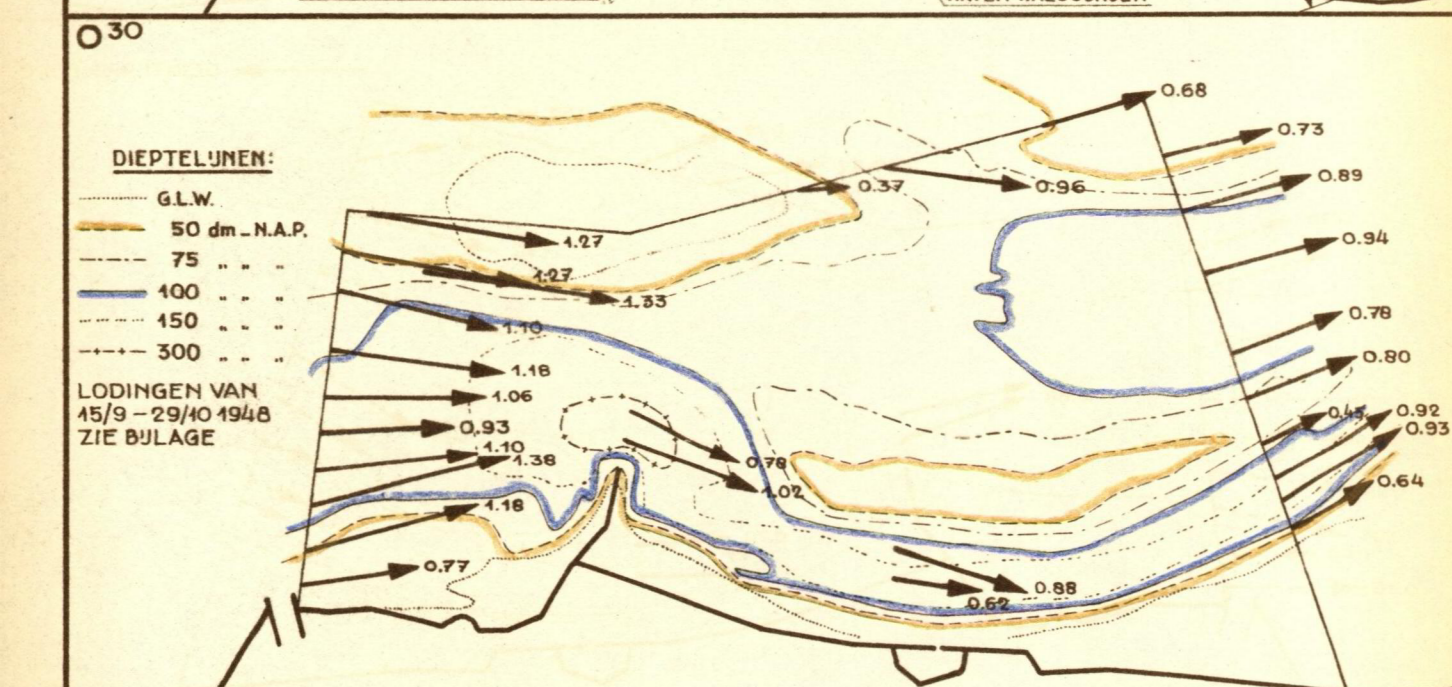 O30
DIEPTELIJNEN:
G.L.W.
50 dm - N.A.P.
75 " " "
100 " " "
150 " " "
300 " " "
LODINGEN VAN
15/9 - 29/10 1948
ZIE BIJLAGE
0.68
0.73
0.89
0.37
0.96
0.94
1.27
1.27
1.33
0.78
1.10
0.80
1.18
1.06
0.45
0.92
0.93
0.93
1.10
1.38
0.78
1.02
0.64
1.18
0.77
0.88
0.62